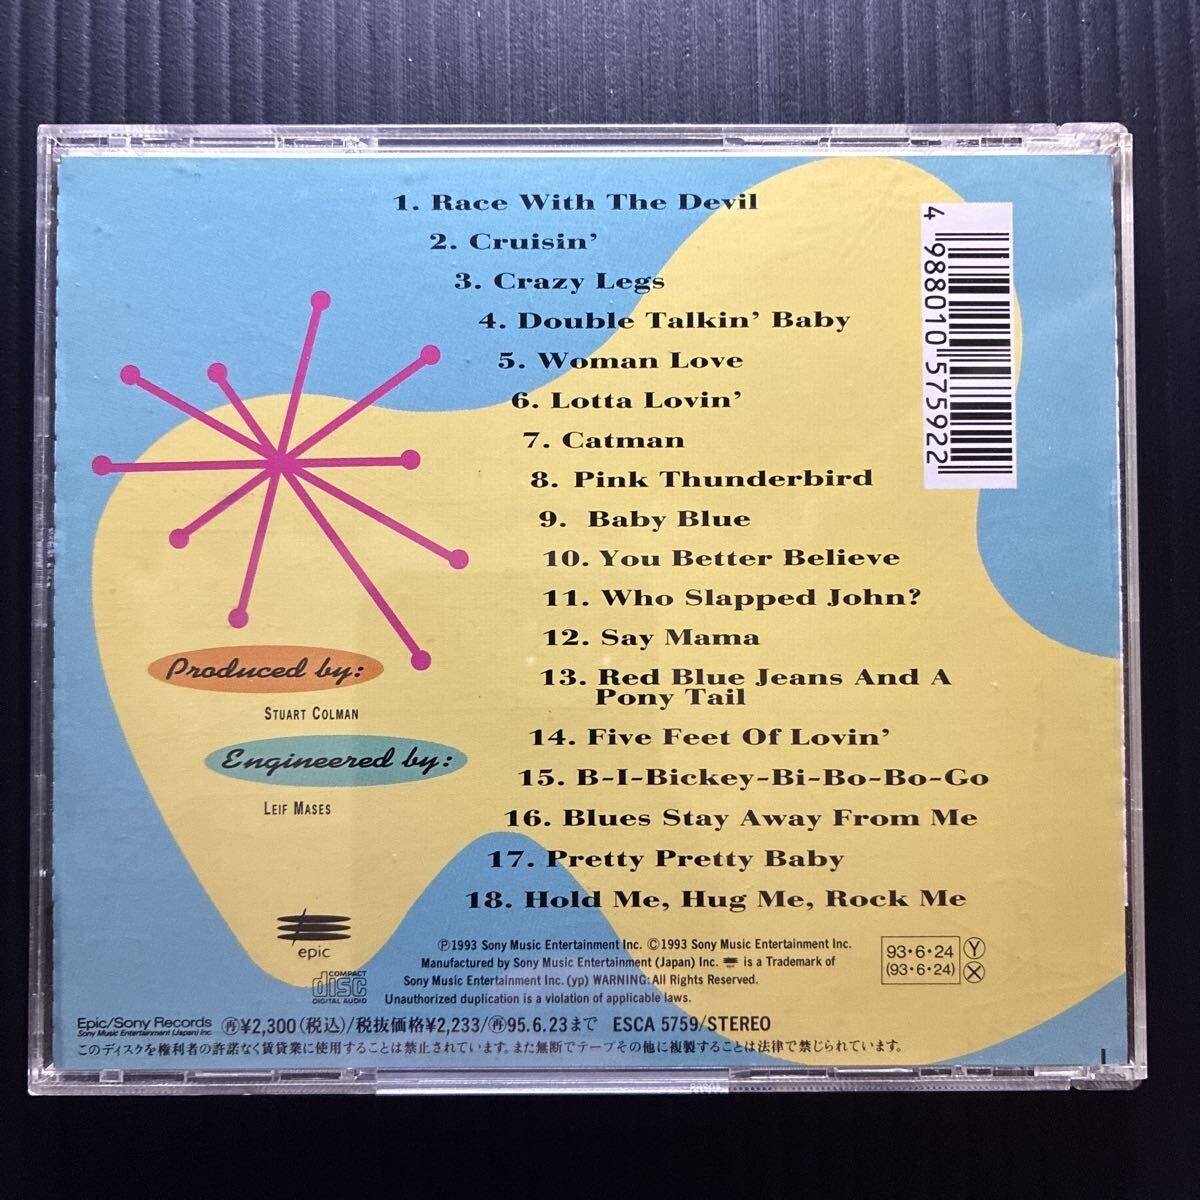 1. Race With The Devil
2. Cruisin'
3. Crazy Legs
4. Double Talkin' Baby
5. Woman Love
6. Lotta Lovin'
7. Catman
8. Pink Thunderbird
9. Baby Blue
10. You Better Believe
11. Who Slapped John?
12. Say Mama
13. Red Blue Jeans And A
Pony Tail
14. Five Feet Of Lovin'
15. B-I-Bickey-Bi-Bo-Bo-Go
16. Blues Stay Away From Me
17. Pretty Pretty Baby
18. Hold Me, Hug Me, Rock Me
4 988010 575922
Produced by:
STUART COLMAN
Engineered by:
LEIF MASES
epic
COMPACT
disc
DIGITAL AUDIO
Ⓟ1993 Sony Music Entertainment Inc. ©1993 Sony Music Entertainment Inc.
Manufactured by Sony Music Entertainment (Japan) Inc. is a Trademark of
Sony Music Entertainment Inc. (yp) WARNING: All Rights Reserved.
Unauthorized duplication is a violation of applicable laws.
93・6・24 Ⓨ
(93・6・24) Ⓧ
Epic/Sony Records
Sony Music Entertainment (Japan) Inc.
㊢¥2,300(税込)/税抜価格¥2,233/㊢95.6.23まで ESCA 5759/STEREO
このディスクを権利者の許諾なく賃貸業に使用することは禁止されています。また無断でテープその他に複製することは法律で禁じられています。